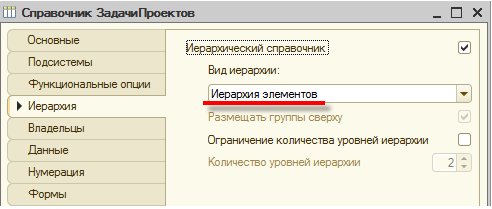 Справочник ЗадачиПроектов
Основные
Подсистемы
Функциональные опции
Иерархия
Владельцы
Данные
Нумерация
Формы
Иерархический справочник
Вид иерархии:
Иерархия элементов
Размещать группы сверху
Ограничение количества уровней иерархии
Количество уровней иерархии
2